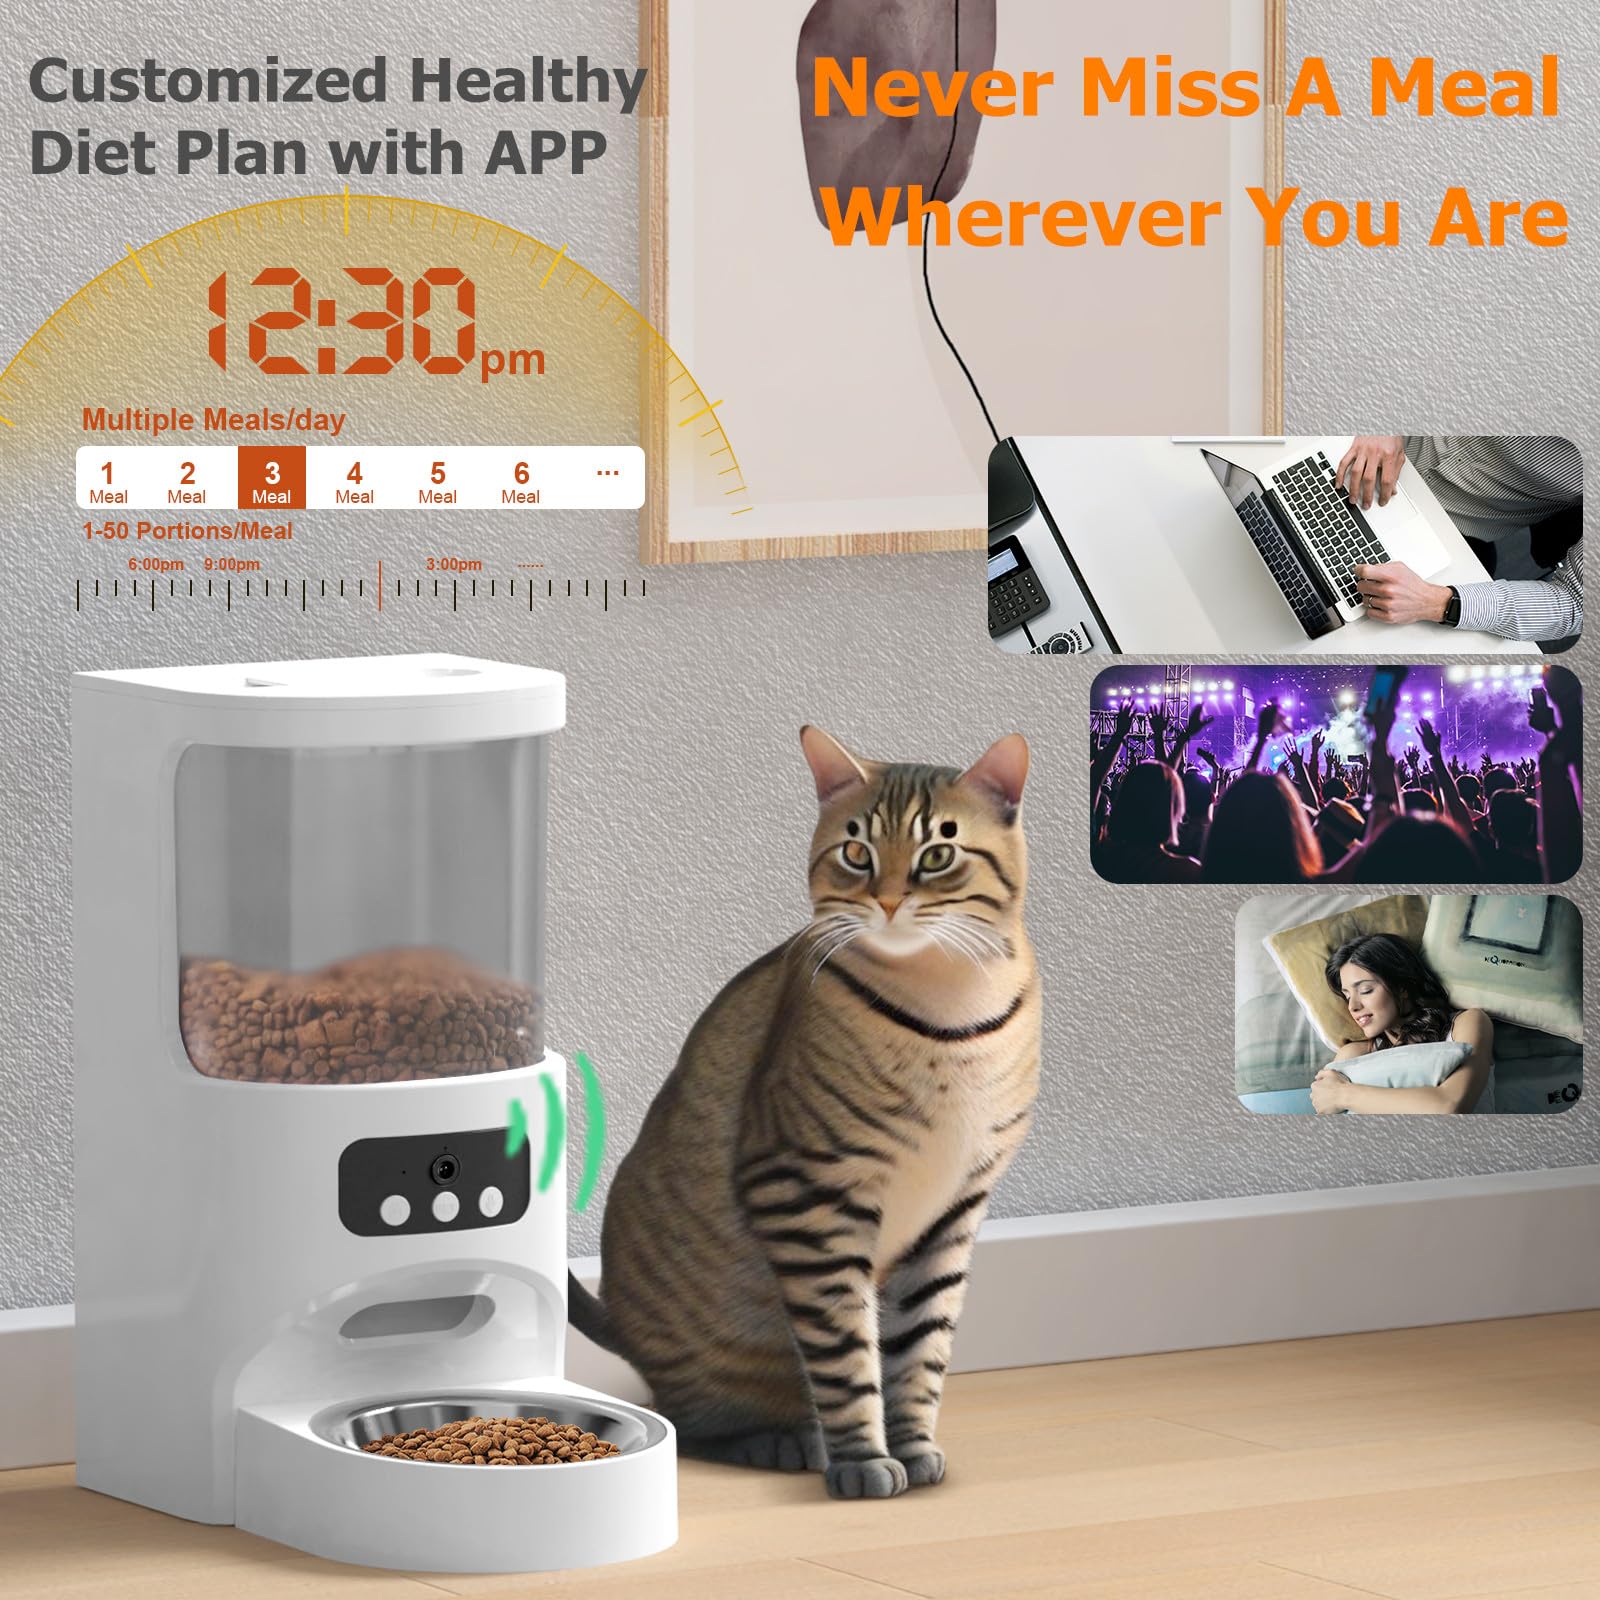 Customized Healthy
Diet Plan with APP
Never Miss A Meal
Wherever You Are
12:30pm
Multiple Meals/day
1 2 3 4 5 6 ...
Meal Meal Meal Meal Meal Meal
1-50 Portions/Meal
6:00pm 9:00pm 3:00pm ......